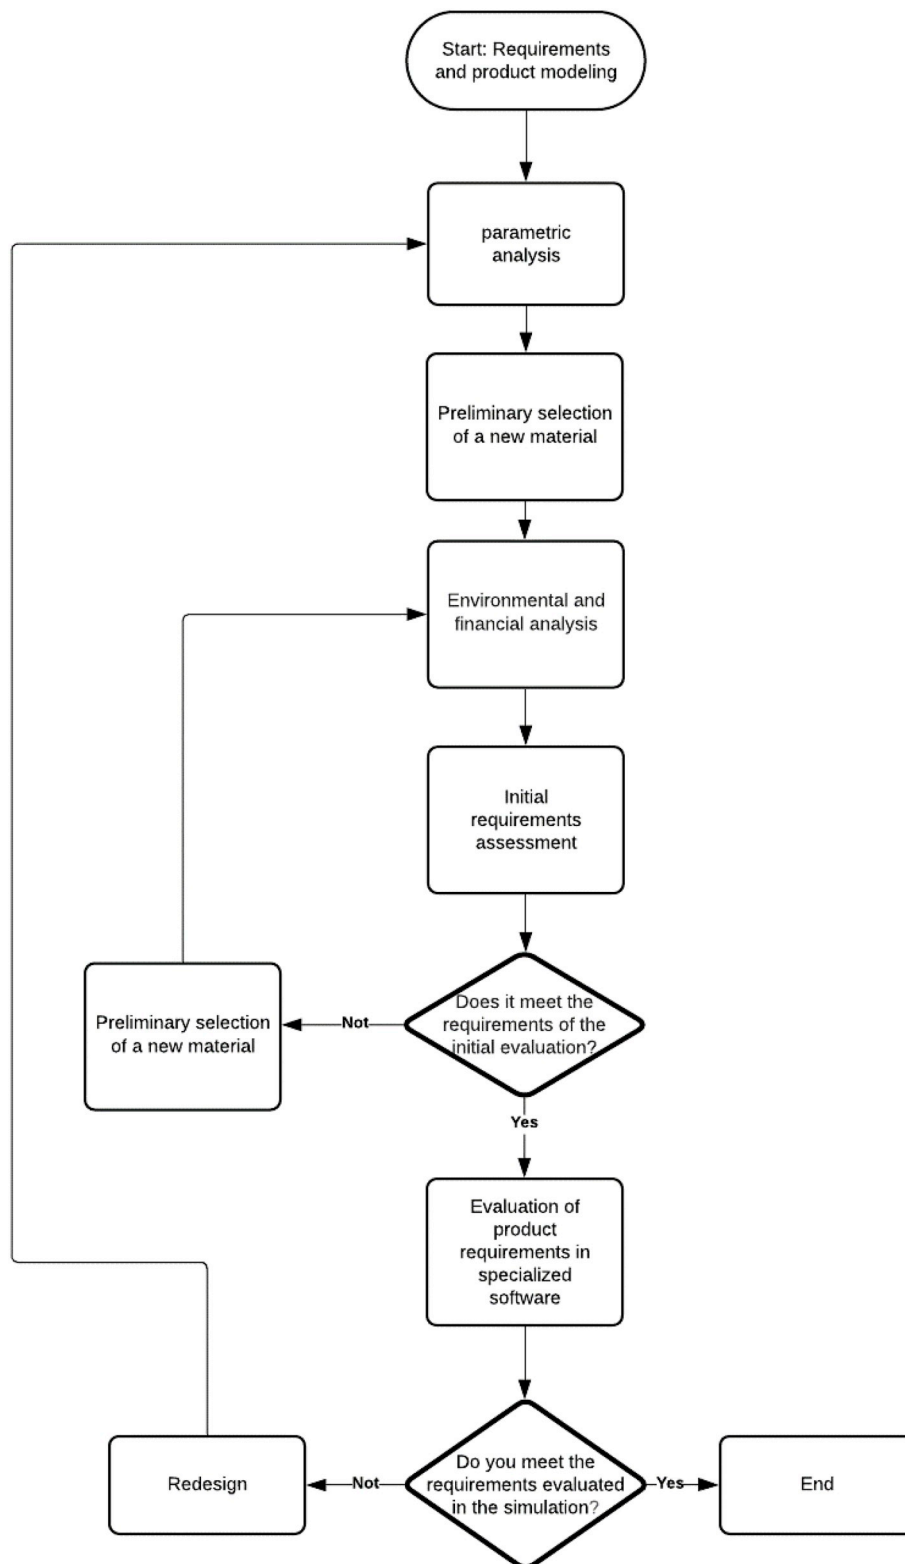 Start: Requirements
and product modeling
parametric
analysis
Preliminary selection
of a new material
Environmental and
financial analysis
Initial
requirements
assessment
Does it meet the
requirements of the
initial evaluation?
Not
Preliminary selection
of a new material
Yes
Evaluation of
product
requirements in
specialized
software
Do you meet the
requirements evaluated
in the simulation?
Not
Redesign
Yes
End